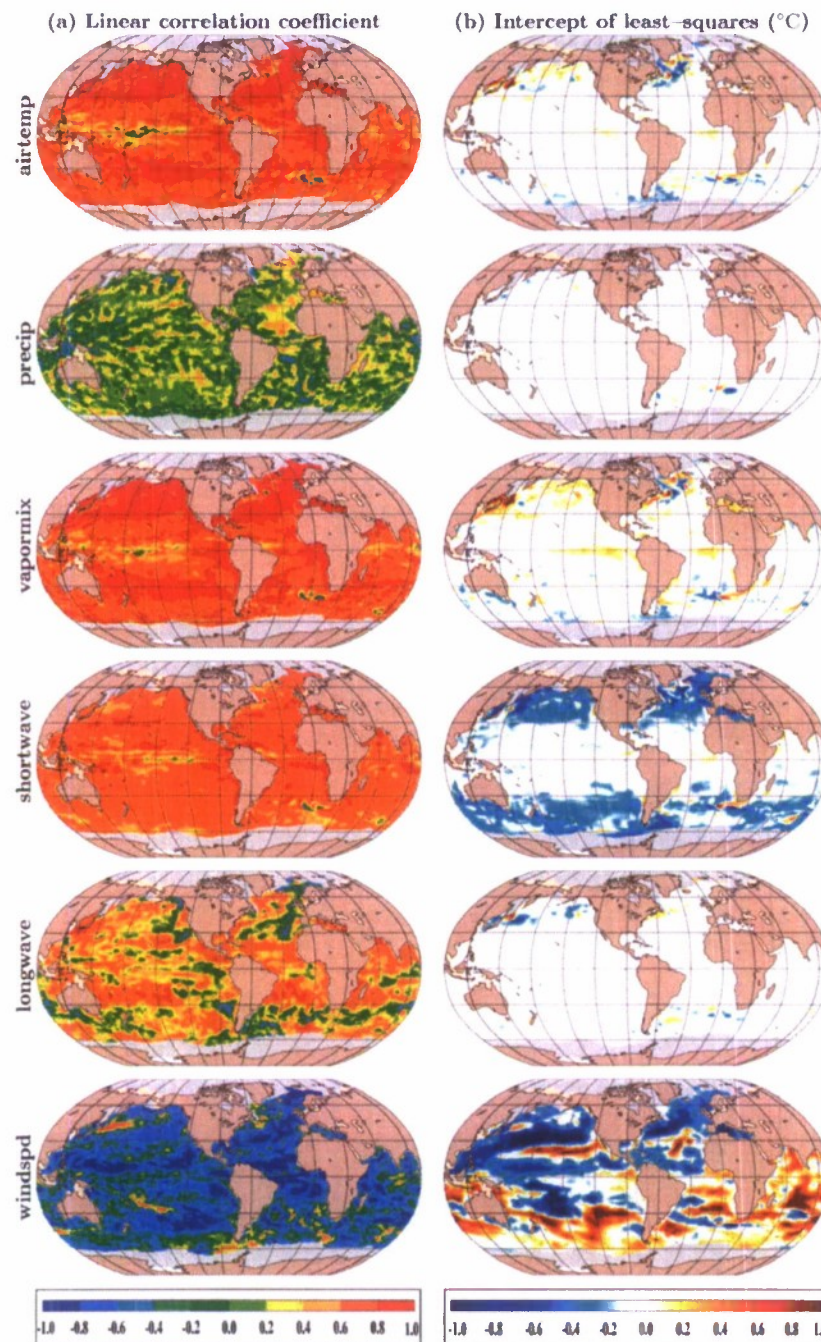 (a) Linear correlation coefficient
(b) Intercept of least-squares (°C)
airtemp
precip
vapormix
shortwave
longwave
windspd
-1.0 -0.8 -0.6 -0.4 -0.2 0.0 0.2 0.4 0.6 0.8 1.0
-1.0 -0.8 -0.6 -0.4 -0.2 0.0 0.2 0.4 0.6 0.8 1.0